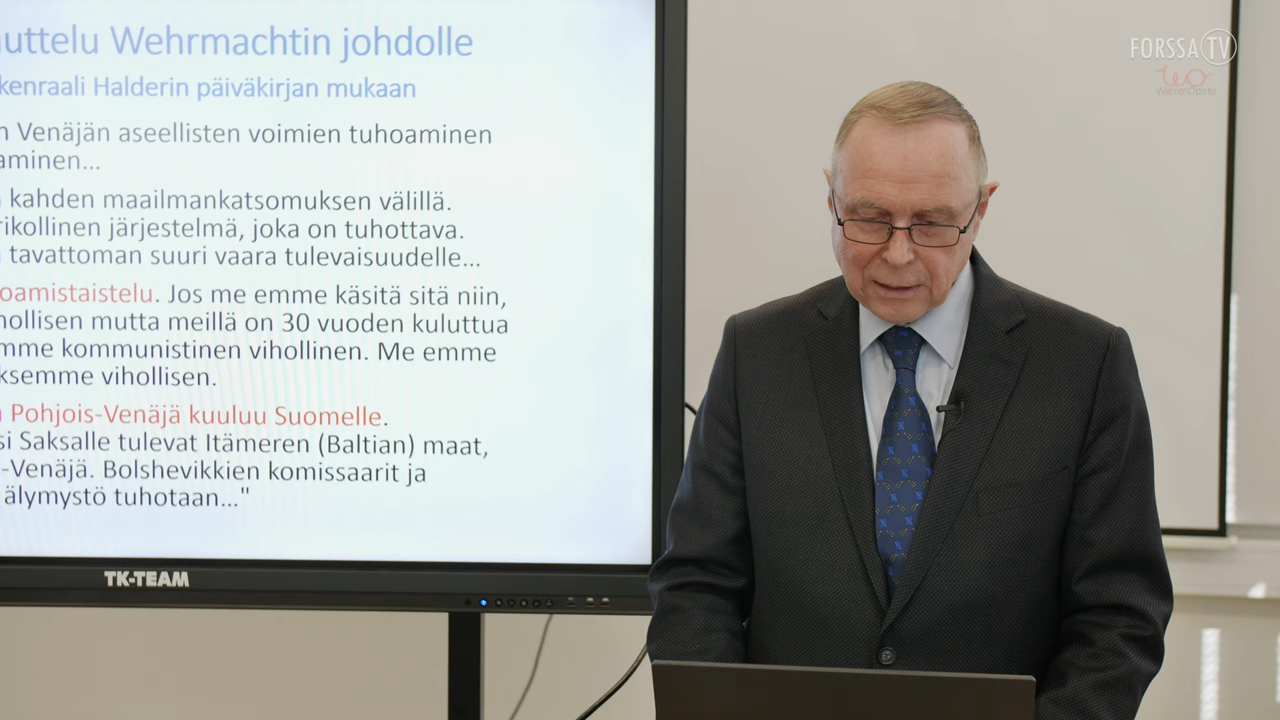 uttelu Wehrmachtin johdolle
kenraali Halderin päiväkirjan mukaan
Venäjän aseellisten voimien tuhoaminen
aminen...
kahden maailmankatsomuksen välillä.
rikollinen järjestelmä, joka on tuhottava.
tavattoman suuri vaara tulevaisuudelle...
oamistaistelu. Jos me emme käsitä sitä niin,
hollisen mutta meillä on 30 vuoden kuluttua
mme kommunistinen vihollinen. Me emme
ksemme vihollisen.
Pohjois-Venäjä kuuluu Suomelle.
si Saksalle tulevat Itämeren (Baltian) maat,
-Venäjä. Bolshevikkien komissaarit ja
älymystö tuhotaan..."
TK-TEAM
FORSSA TV